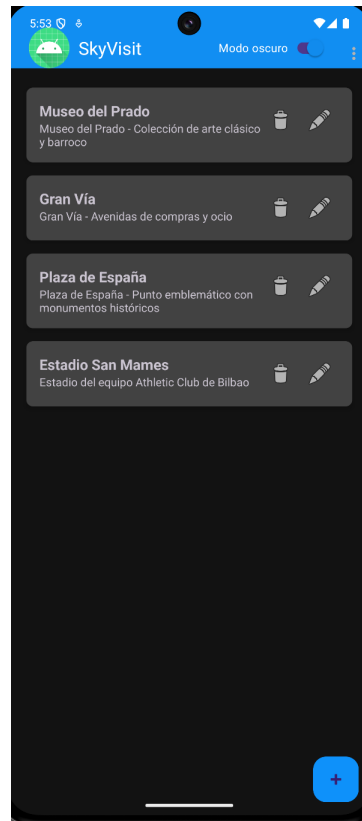 5:53
SkyVisit
Modo oscuro
Museo del Prado
Museo del Prado - Colección de arte clásico
y barroco
Gran Vía
Gran Vía - Avenidas de compras y ocio
Plaza de España
Plaza de España - Punto emblemático con
monumentos históricos
Estadio San Mames
Estadio del equipo Athletic Club de Bilbao
+